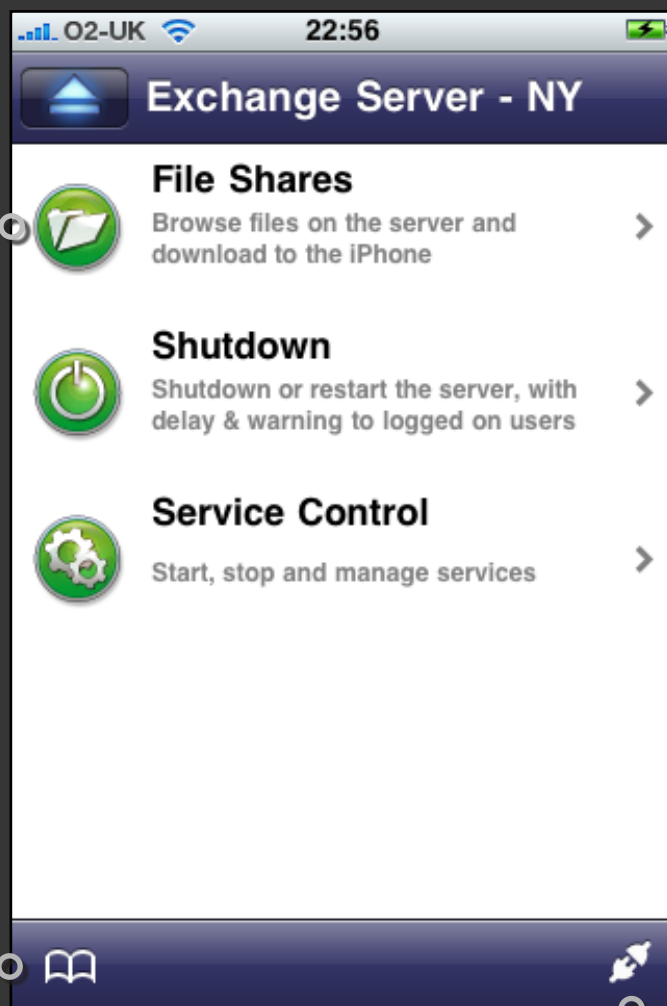 O2-UK 22:56
Exchange Server - NY
File Shares
Browse files on the server and
download to the iPhone
Shutdown
Shutdown or restart the server, with
delay & warning to logged on users
Service Control
Start, stop and manage services